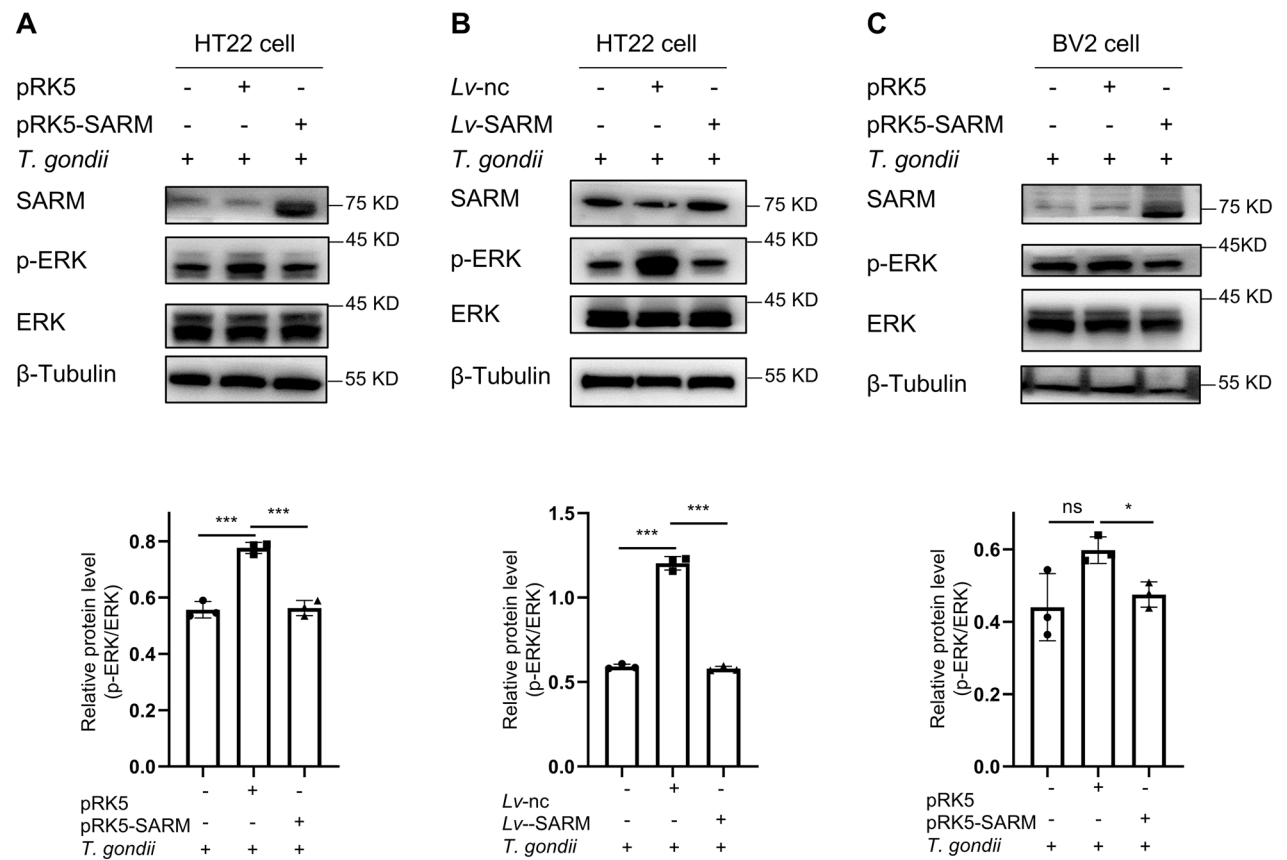 A
HT22 cell
pRK5 - + -
pRK5-SARM - - +
T. gondii + + +
SARM 75 KD
p-ERK 45 KD
ERK 45 KD
β-Tubulin 55 KD
B
HT22 cell
Lv-nc - + -
Lv-SARM - - +
T. gondii + + +
SARM 75 KD
p-ERK 45 KD
ERK 45 KD
β-Tubulin 55 KD
C
BV2 cell
pRK5 - + -
pRK5-SARM - - +
T. gondii + + +
SARM 75 KD
p-ERK 45KD
ERK 45 KD
β-Tubulin 55 KD
Relative protein level
(p-ERK/ERK)
0.8
0.6
0.4
0.2
0.0
*** ***
pRK5 - + -
pRK5-SARM - - +
T. gondii + + +
Relative protein level
(p-ERK/ERK)
1.5
1.0
0.5
0.0
*** ***
Lv-nc - + -
Lv--SARM - - +
T. gondii + + +
Relative protein level
(p-ERK/ERK)
0.6
0.4
0.2
0.0
ns *
pRK5 - + -
pRK5-SARM - - +
T. gondii + + +